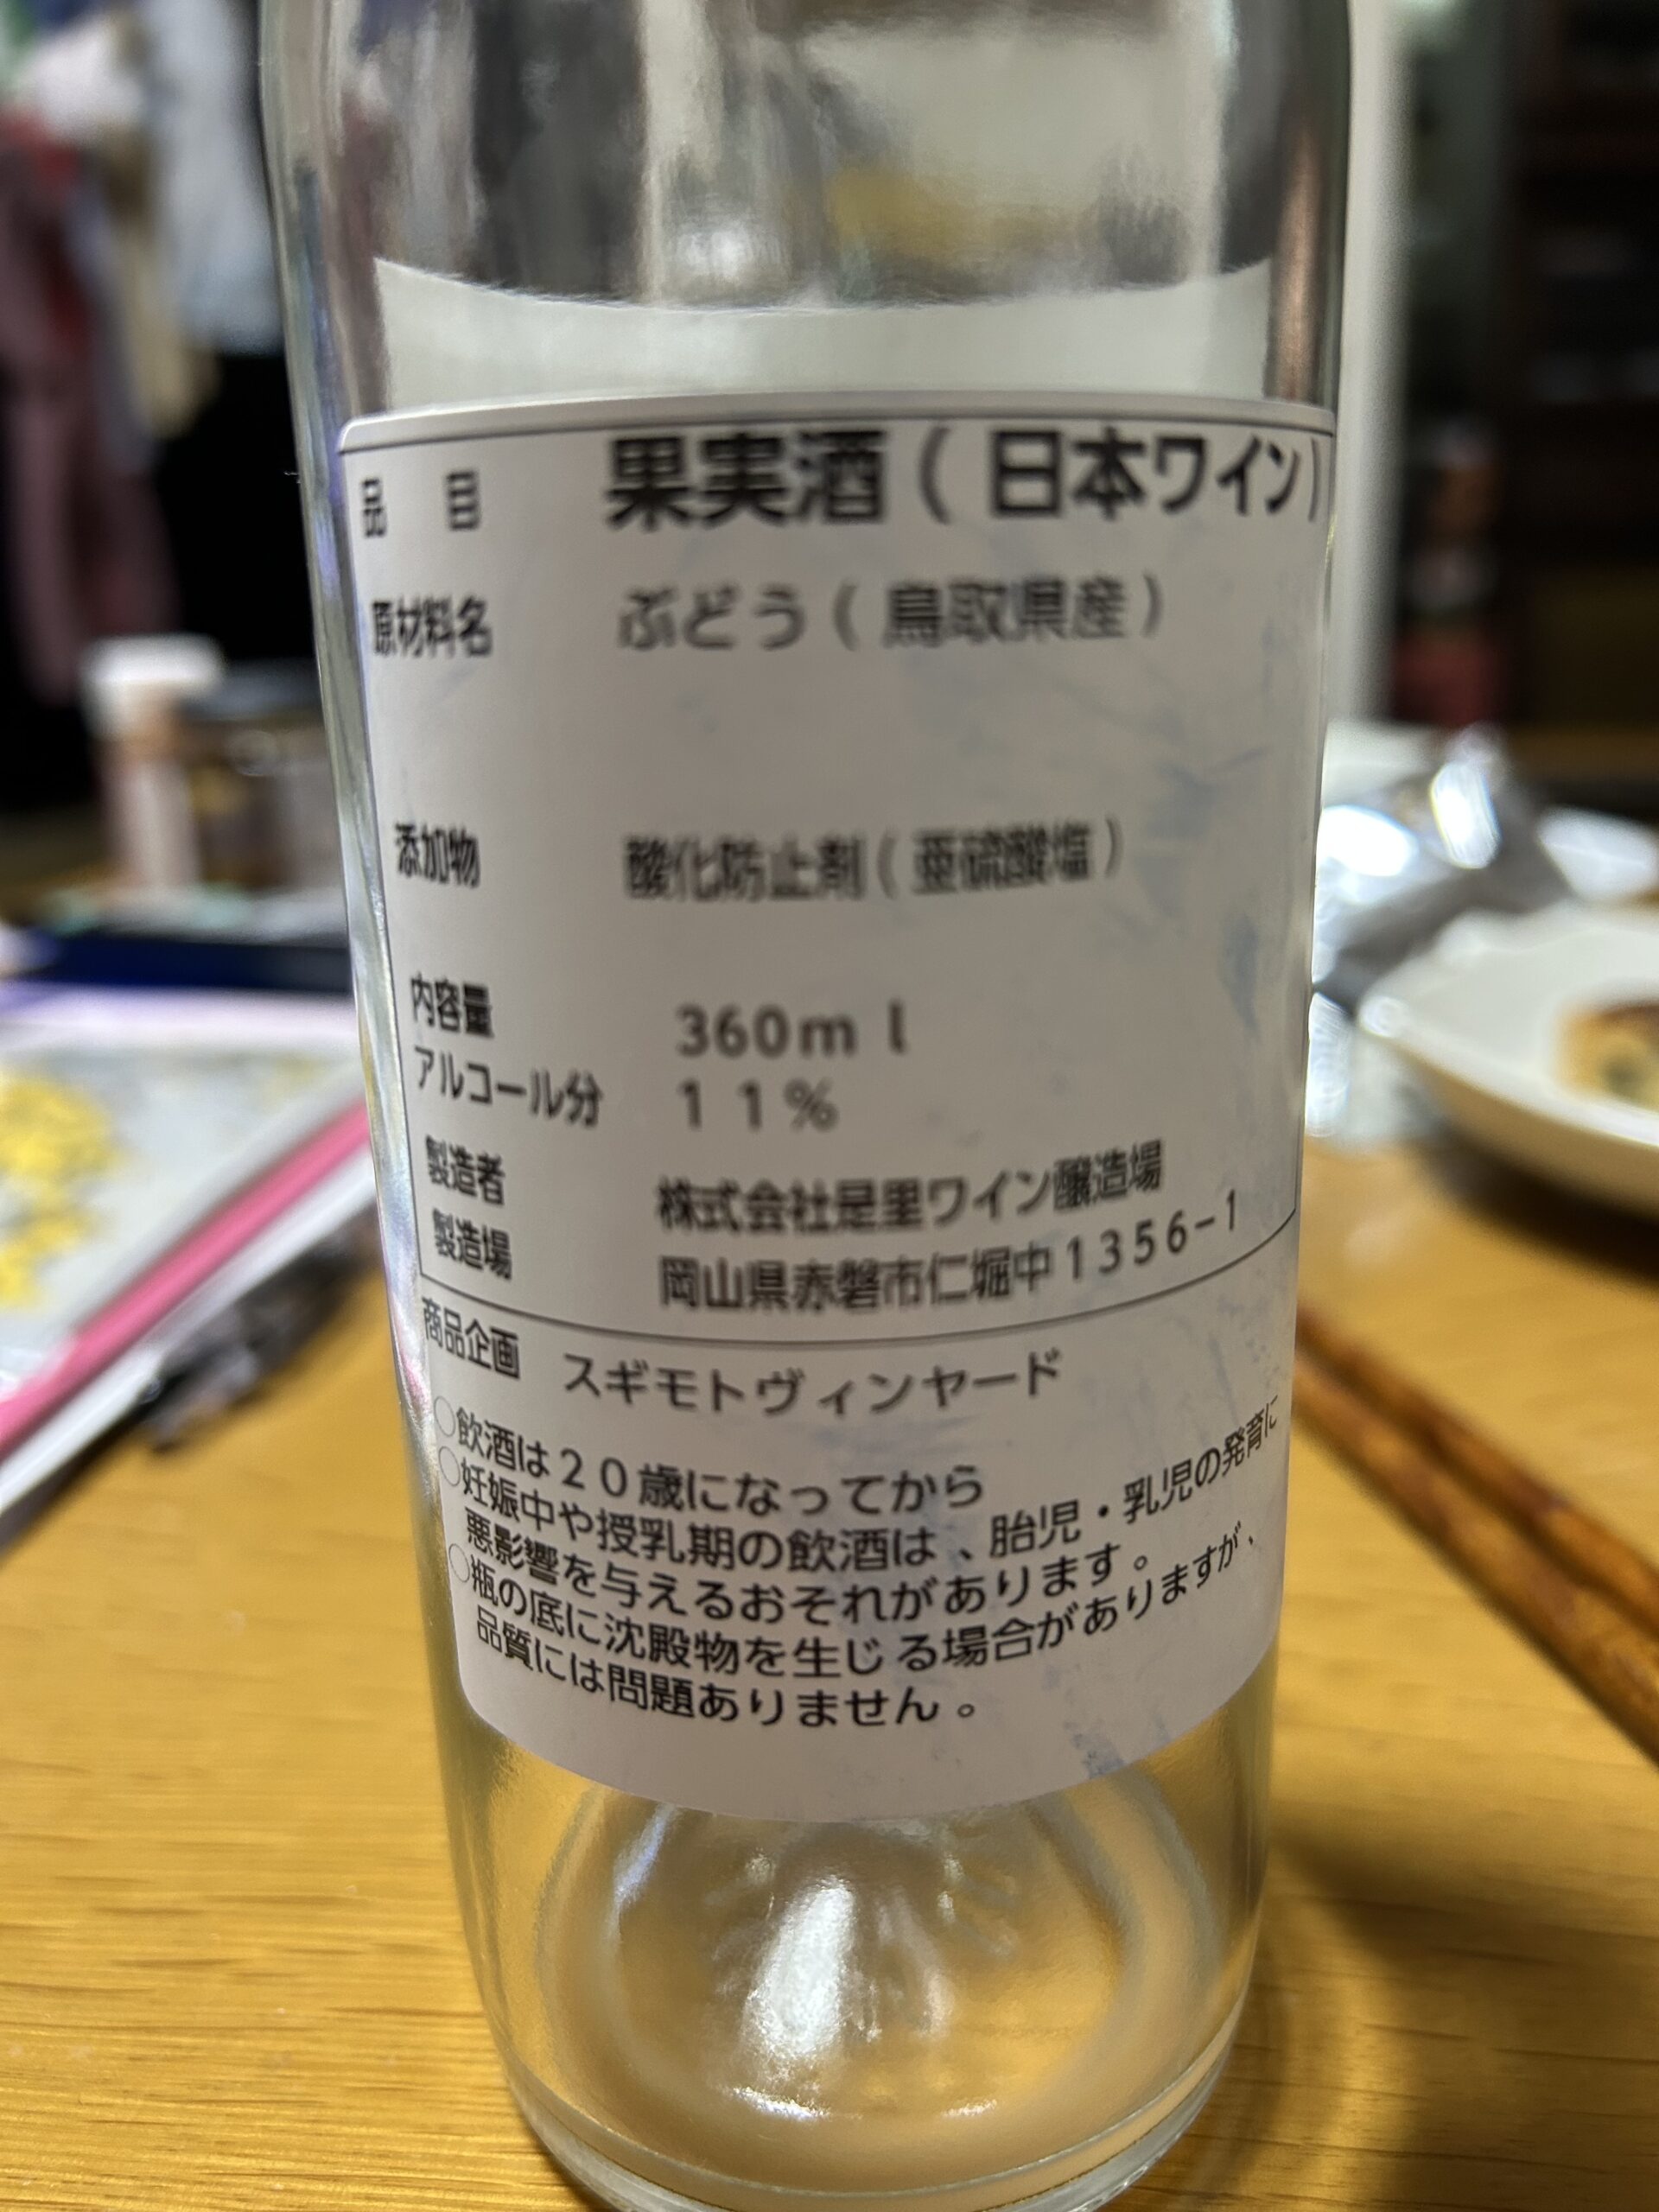 品 目 果実酒（日本ワイン）
原材料名 ぶどう（鳥取県産）
添加物 酸化防止剤（亜硫酸塩）
内容量 360ml
アルコール分 11%
製造者 株式会社是里ワイン醸造場
製造場 岡山県赤磐市仁堀中1356-1
商品企画 スギモトヴィンヤード
○飲酒は20歳になってから
○妊娠中や授乳期の飲酒は、胎児・乳児の発育に
悪影響を与えるおそれがあります。
○瓶の底に沈殿物を生じる場合がありますが、
品質には問題ありません。